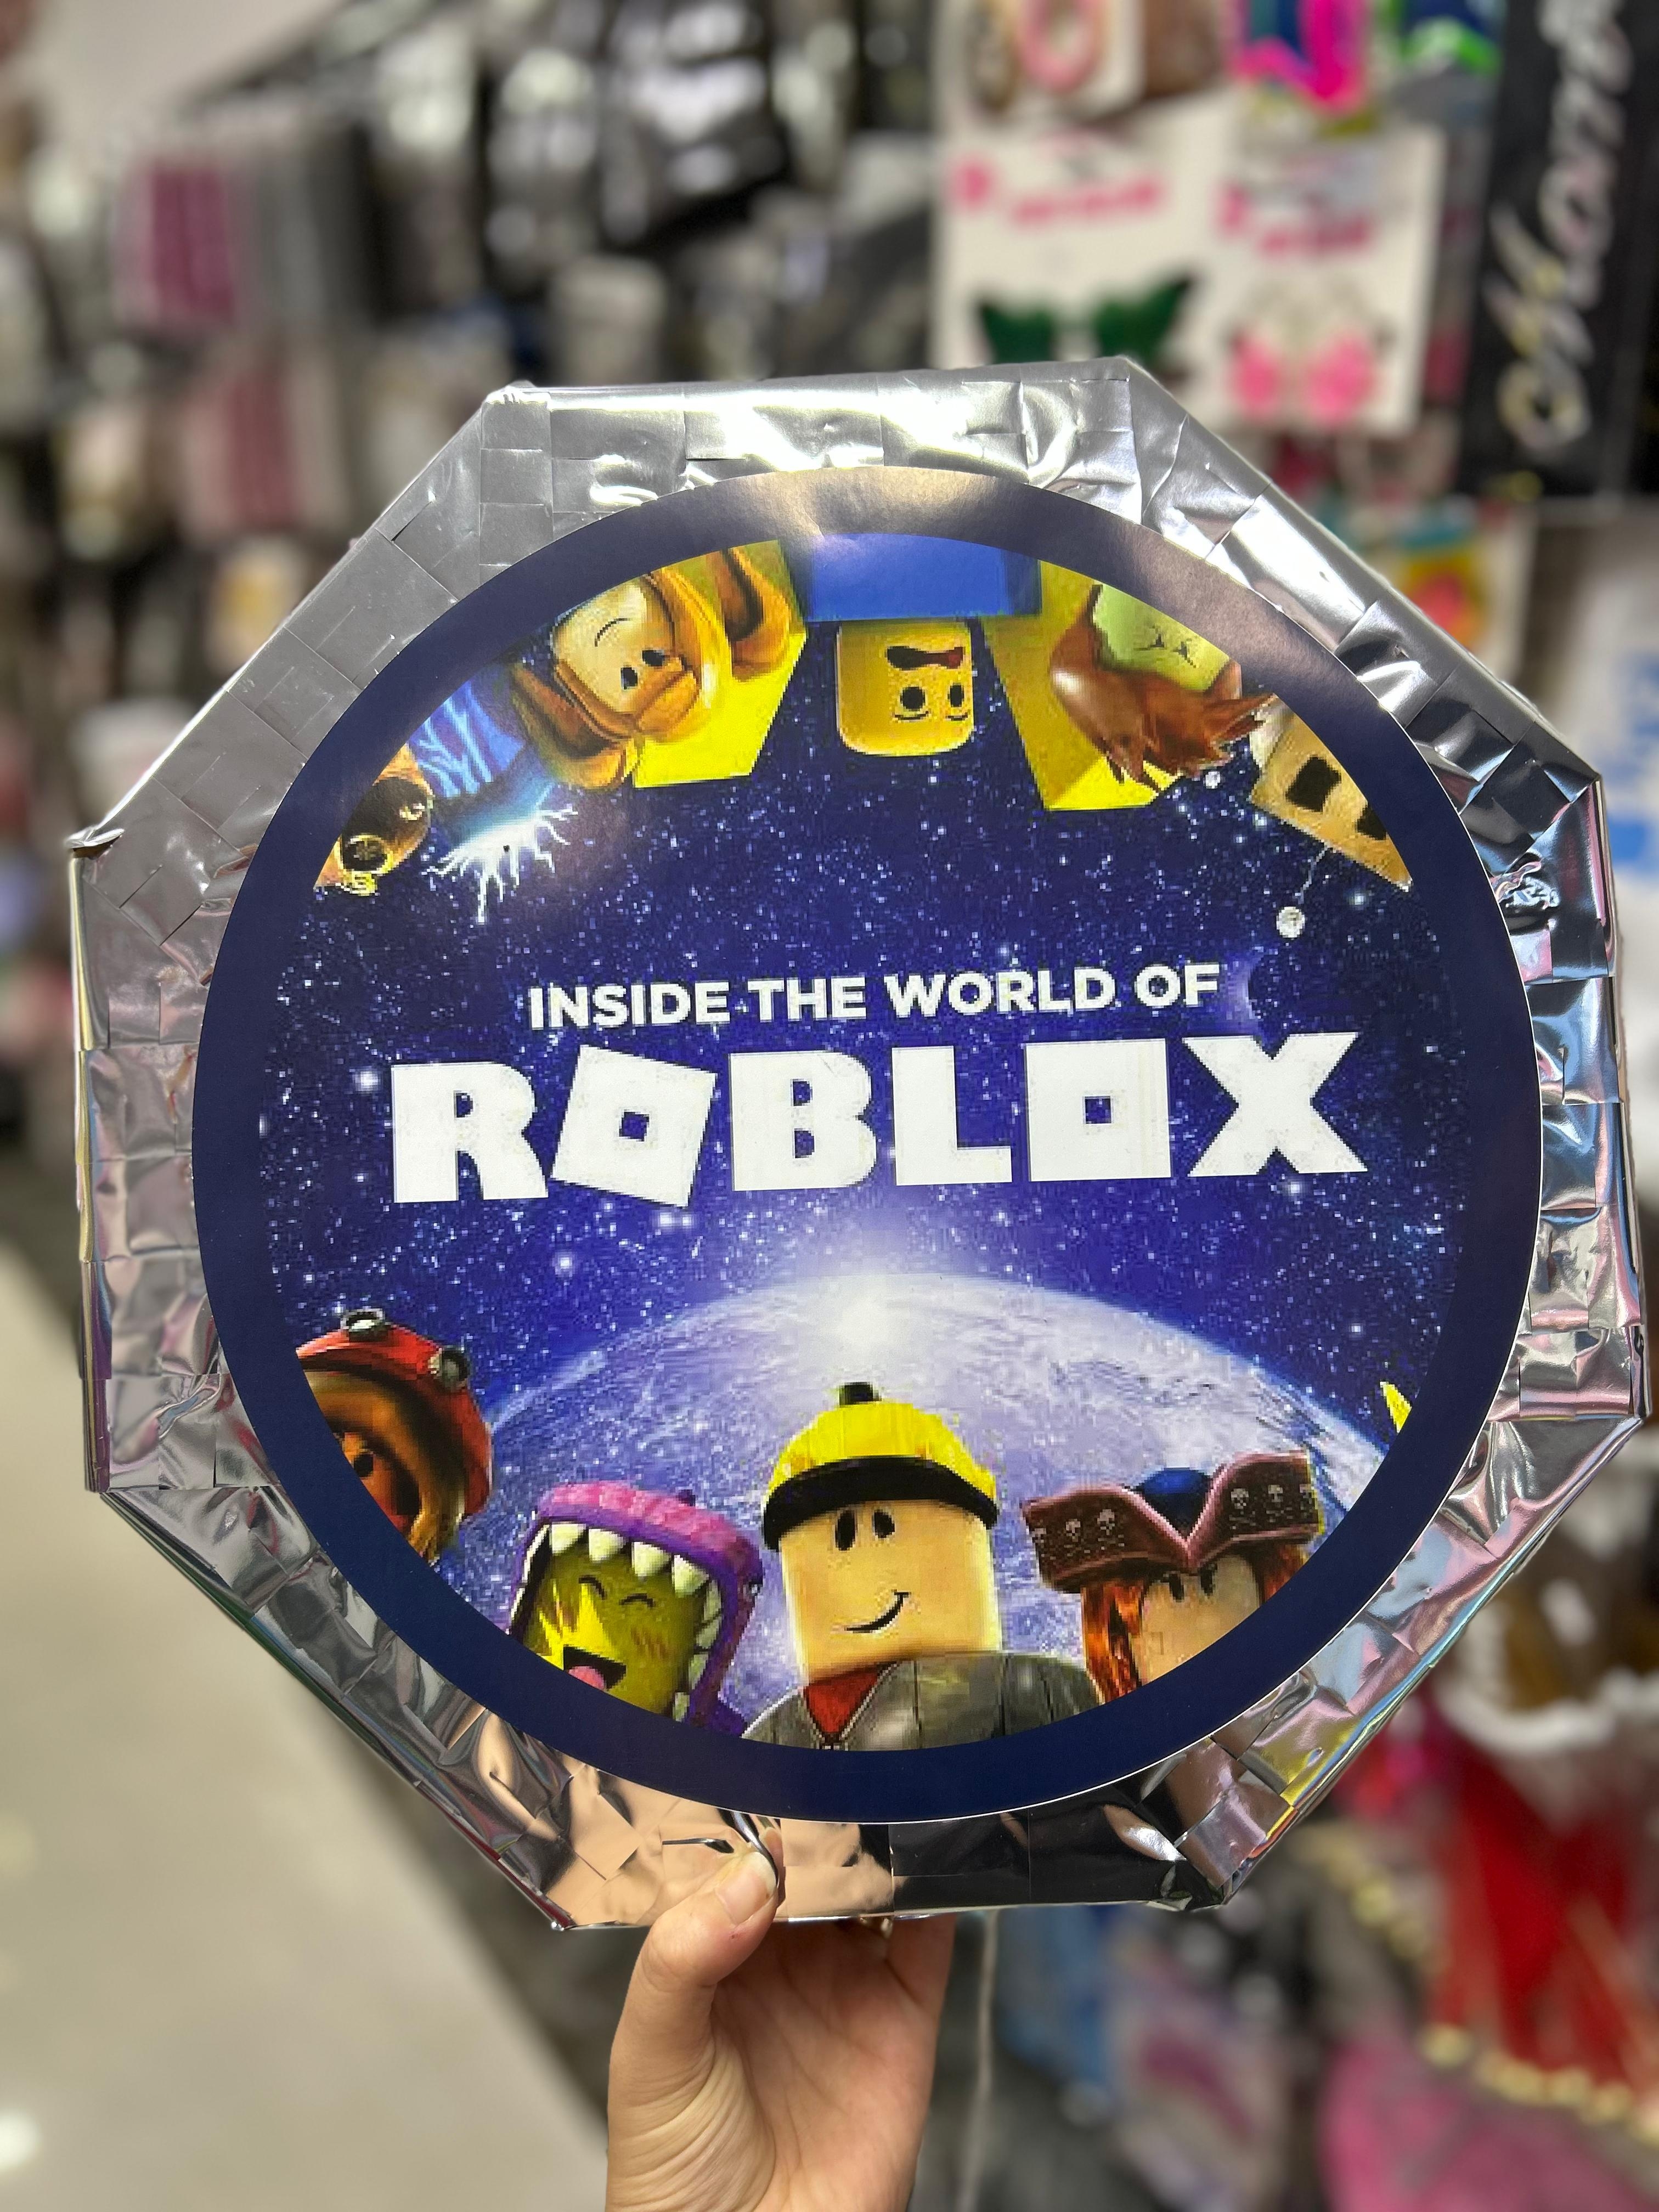 INSIDE THE WORLD OF
ROBLOX